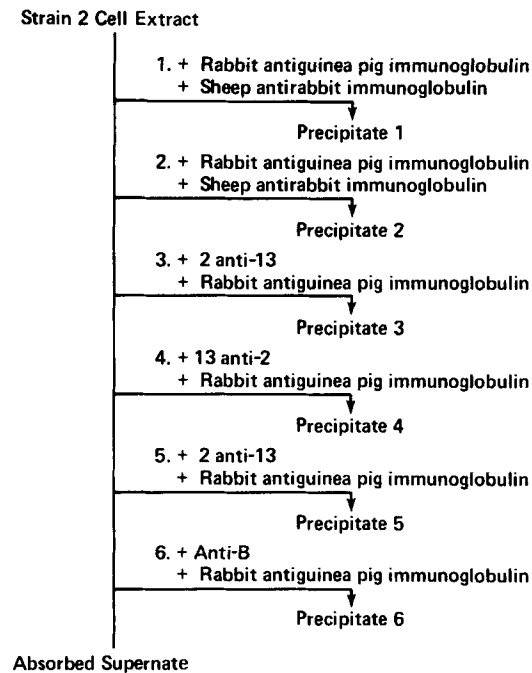 Strain 2 Cell Extract
1. + Rabbit antiguinea pig immunoglobulin
+ Sheep antirabbit immunoglobulin
Precipitate 1
2. + Rabbit antiguinea pig immunoglobulin
+ Sheep antirabbit immunoglobulin
Precipitate 2
3. + 2 anti-13
+ Rabbit antiguinea pig immunoglobulin
Precipitate 3
4. + 13 anti-2
+ Rabbit antiguinea pig immunoglobulin
Precipitate 4
5. + 2 anti-13
+ Rabbit antiguinea pig immunoglobulin
Precipitate 5
6. + Anti-B
+ Rabbit antiguinea pig immunoglobulin
Precipitate 6
Absorbed Supernate